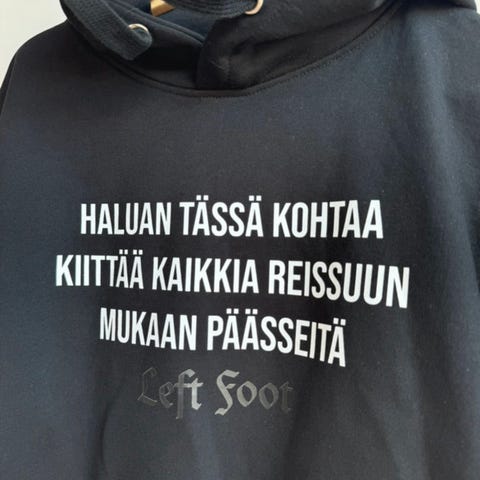 HALUAN TÄSSÄ KOHTAA
KIITTÄÄ KAIKKIA REISSUUN
MUKAAN PÄÄSSEITÄ
Left Foot